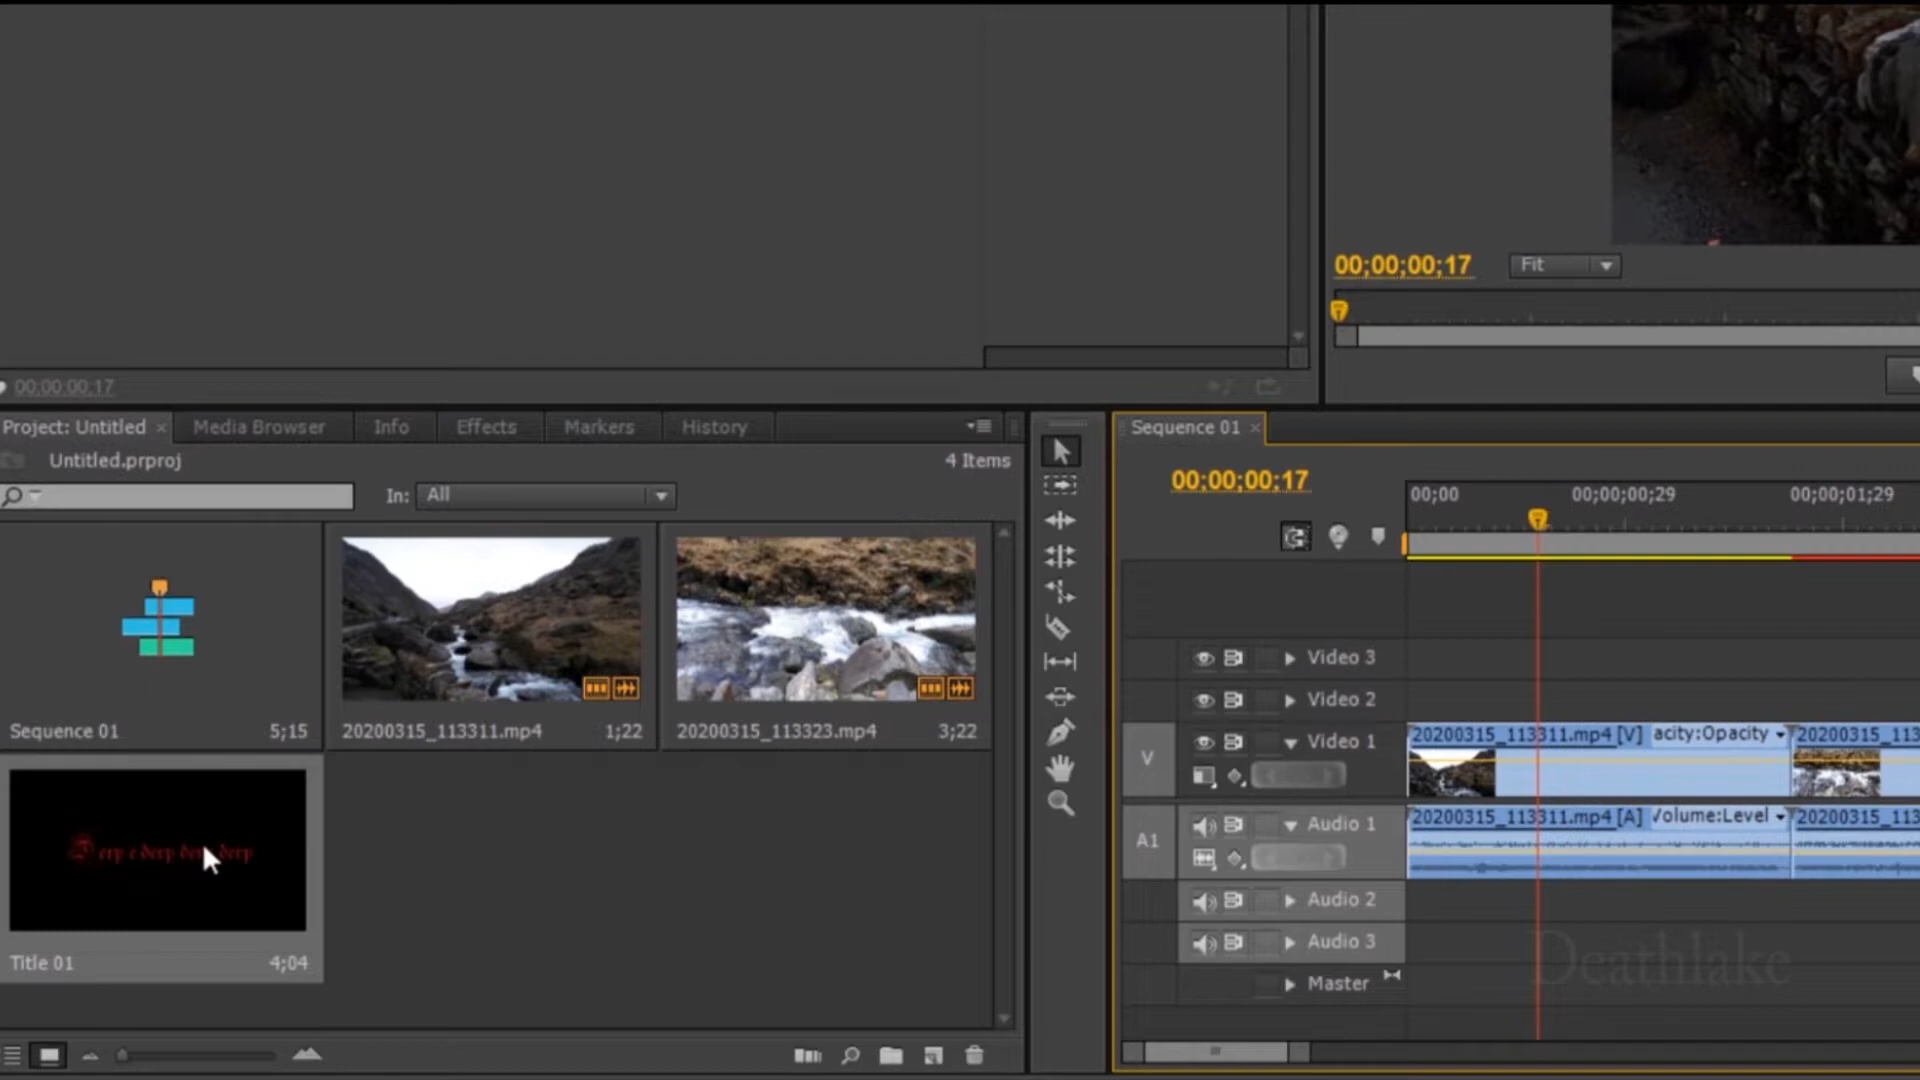 00;00;00;17
Fit
00;00;00;17
Project: Untitled
Media Browser
Info
Effects
Markers
History
Untitled.prproj
4 Items
In:
All
Sequence 01
5;15
20200315_113311.mp4
1;22
20200315_113323.mp4
3;22
Title 01
4;04
Sequence 01
00;00;00;17
00;00
00;00;00;29
00;00;01;29
Video 3
Video 2
V
Video 1
20200315_113311.mp4 [V]
acity:Opacity
20200315_113
A1
Audio 1
20200315_113311.mp4 [A]
Volume:Level
20200315_113
Audio 2
Audio 3
Master
Deathlake